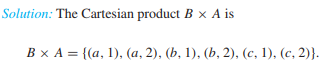 Solution: The Cartesian product B × A is
B × A = {(a, 1), (a, 2), (b, 1), (b, 2), (c, 1), (c, 2)}.